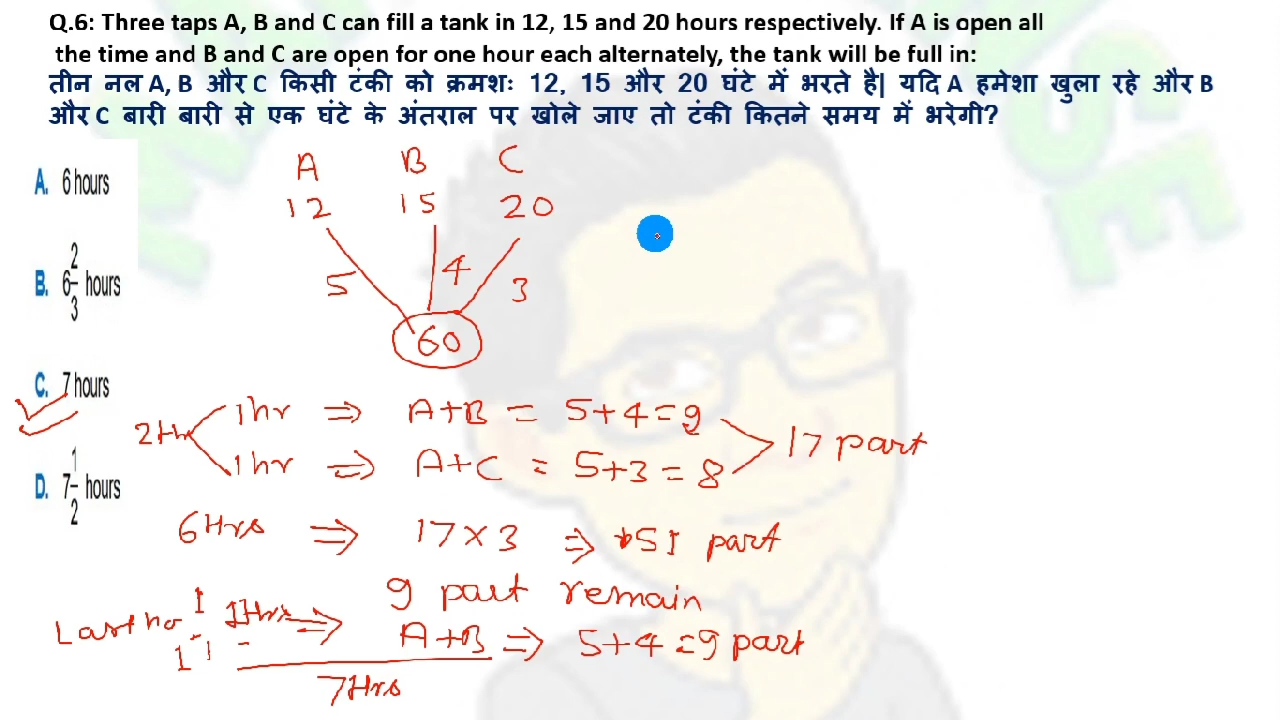 Q.6: Three taps A, B and C can fill a tank in 12, 15 and 20 hours respectively. If A is open all
the time and B and C are open for one hour each alternately, the tank will be full in:
तीन नल A, B और C किसी टंकी को क्रमशः 12, 15 और 20 घंटे में भरते है| यदि A हमेशा खुला रहे और B
और C बारी बारी से एक घंटे के अंतराल पर खोले जाए तो टंकी कितने समय में भरेगी?
A B C
12 15 20
A. 6 hours
5 4 3
B. 6 2/3 hours
60
C. 7 hours
2Hr 1hr ⇒ A+B = 5+4=9
17 part
1hr ⇒ A+C = 5+3=8
D. 7 1/2 hours
6Hrs ⇒ 17×3 ⇒ 51 part
9 part remain
Last 1Hrs ⇒ A+B ⇒ 5+4=9 part
7Hrs